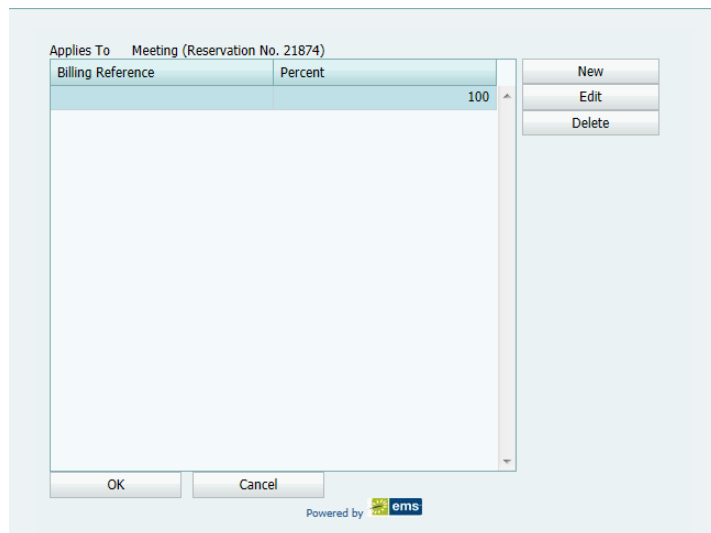 Applies To Meeting (Reservation No. 21874)
Billing Reference Percent
100
New
Edit
Delete
OK Cancel
Powered by ems